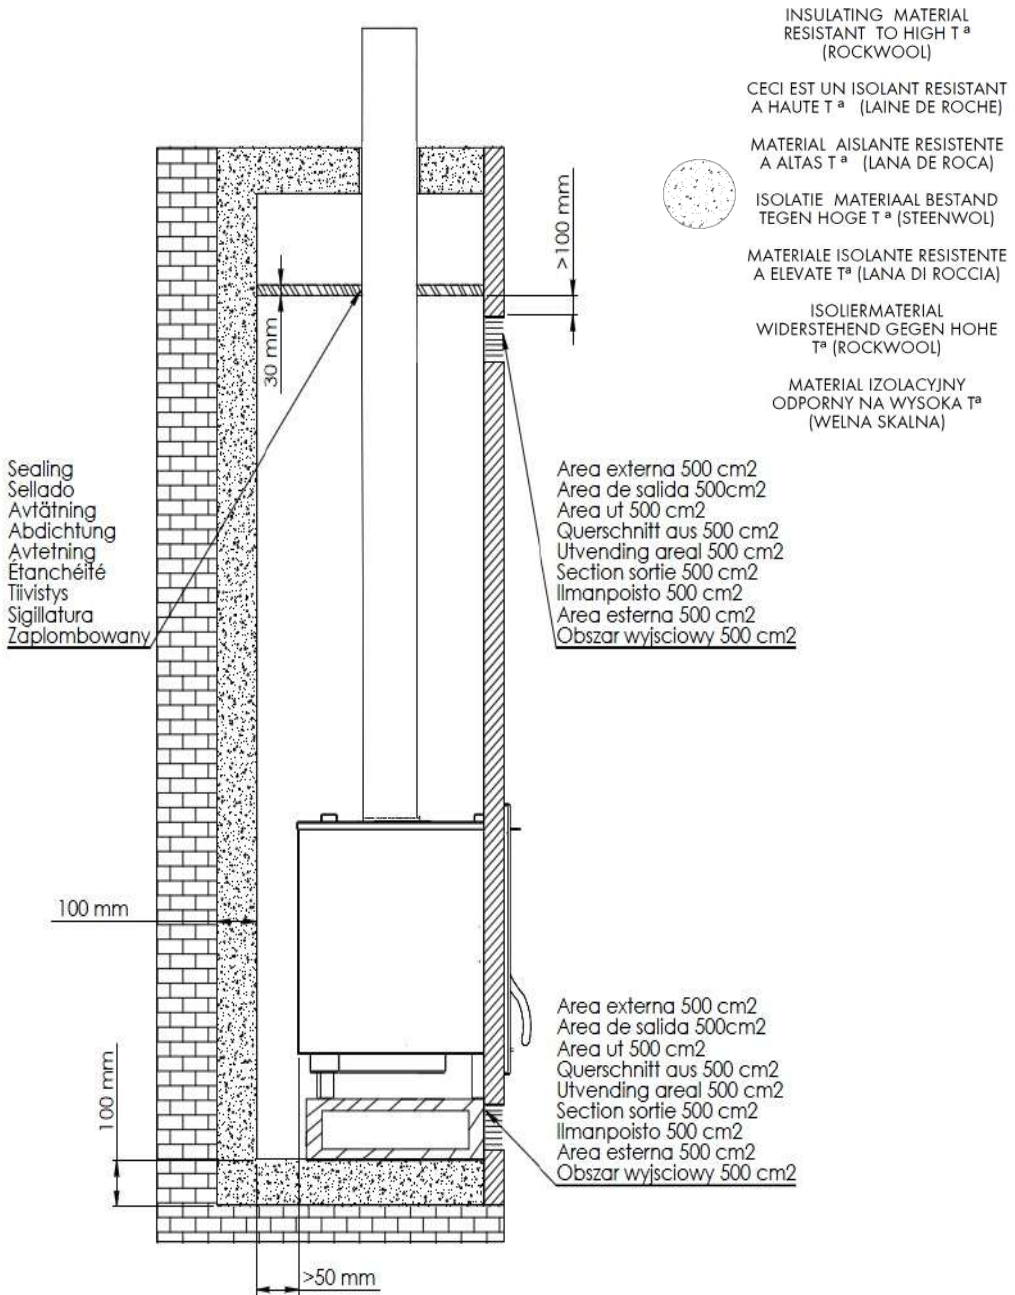 INSULATING MATERIAL
RESISTANT TO HIGH Tª
(ROCKWOOL)
CECI EST UN ISOLANT RESISTANT
A HAUTE Tª (LAINE DE ROCHE)
MATERIAL AISLANTE RESISTENTE
A ALTAS Tª (LANA DE ROCA)
ISOLATIE MATERIAAL BESTAND
TEGEN HOGE Tª (STEENWOL)
MATERIALE ISOLANTE RESISTENTE
A ELEVATE Tª (LANA DI ROCCIA)
ISOLIERMATERIAL
WIDERSTEHEND GEGEN HOHE
Tª (ROCKWOOL)
MATERIAL IZOLACYJNY
ODPORNY NA WYSOKA Tª
(WELNA SKALNA)
>100 mm
30 mm
Sealing
Sellado
Avtätning
Abdichtung
Avtetning
Étanchéité
Tiivistys
Sigillatura
Zaplombowany
Area externa 500 cm2
Area de salida 500cm2
Area ut 500 cm2
Querschnitt aus 500 cm2
Utvending areal 500 cm2
Section sortie 500 cm2
Ilmanpoisto 500 cm2
Area esterna 500 cm2
Obszar wyjsciowy 500 cm2
100 mm
100 mm
Area externa 500 cm2
Area de salida 500cm2
Area ut 500 cm2
Querschnitt aus 500 cm2
Utvending areal 500 cm2
Section sortie 500 cm2
Ilmanpoisto 500 cm2
Area esterna 500 cm2
Obszar wyjsciowy 500 cm2
>50 mm